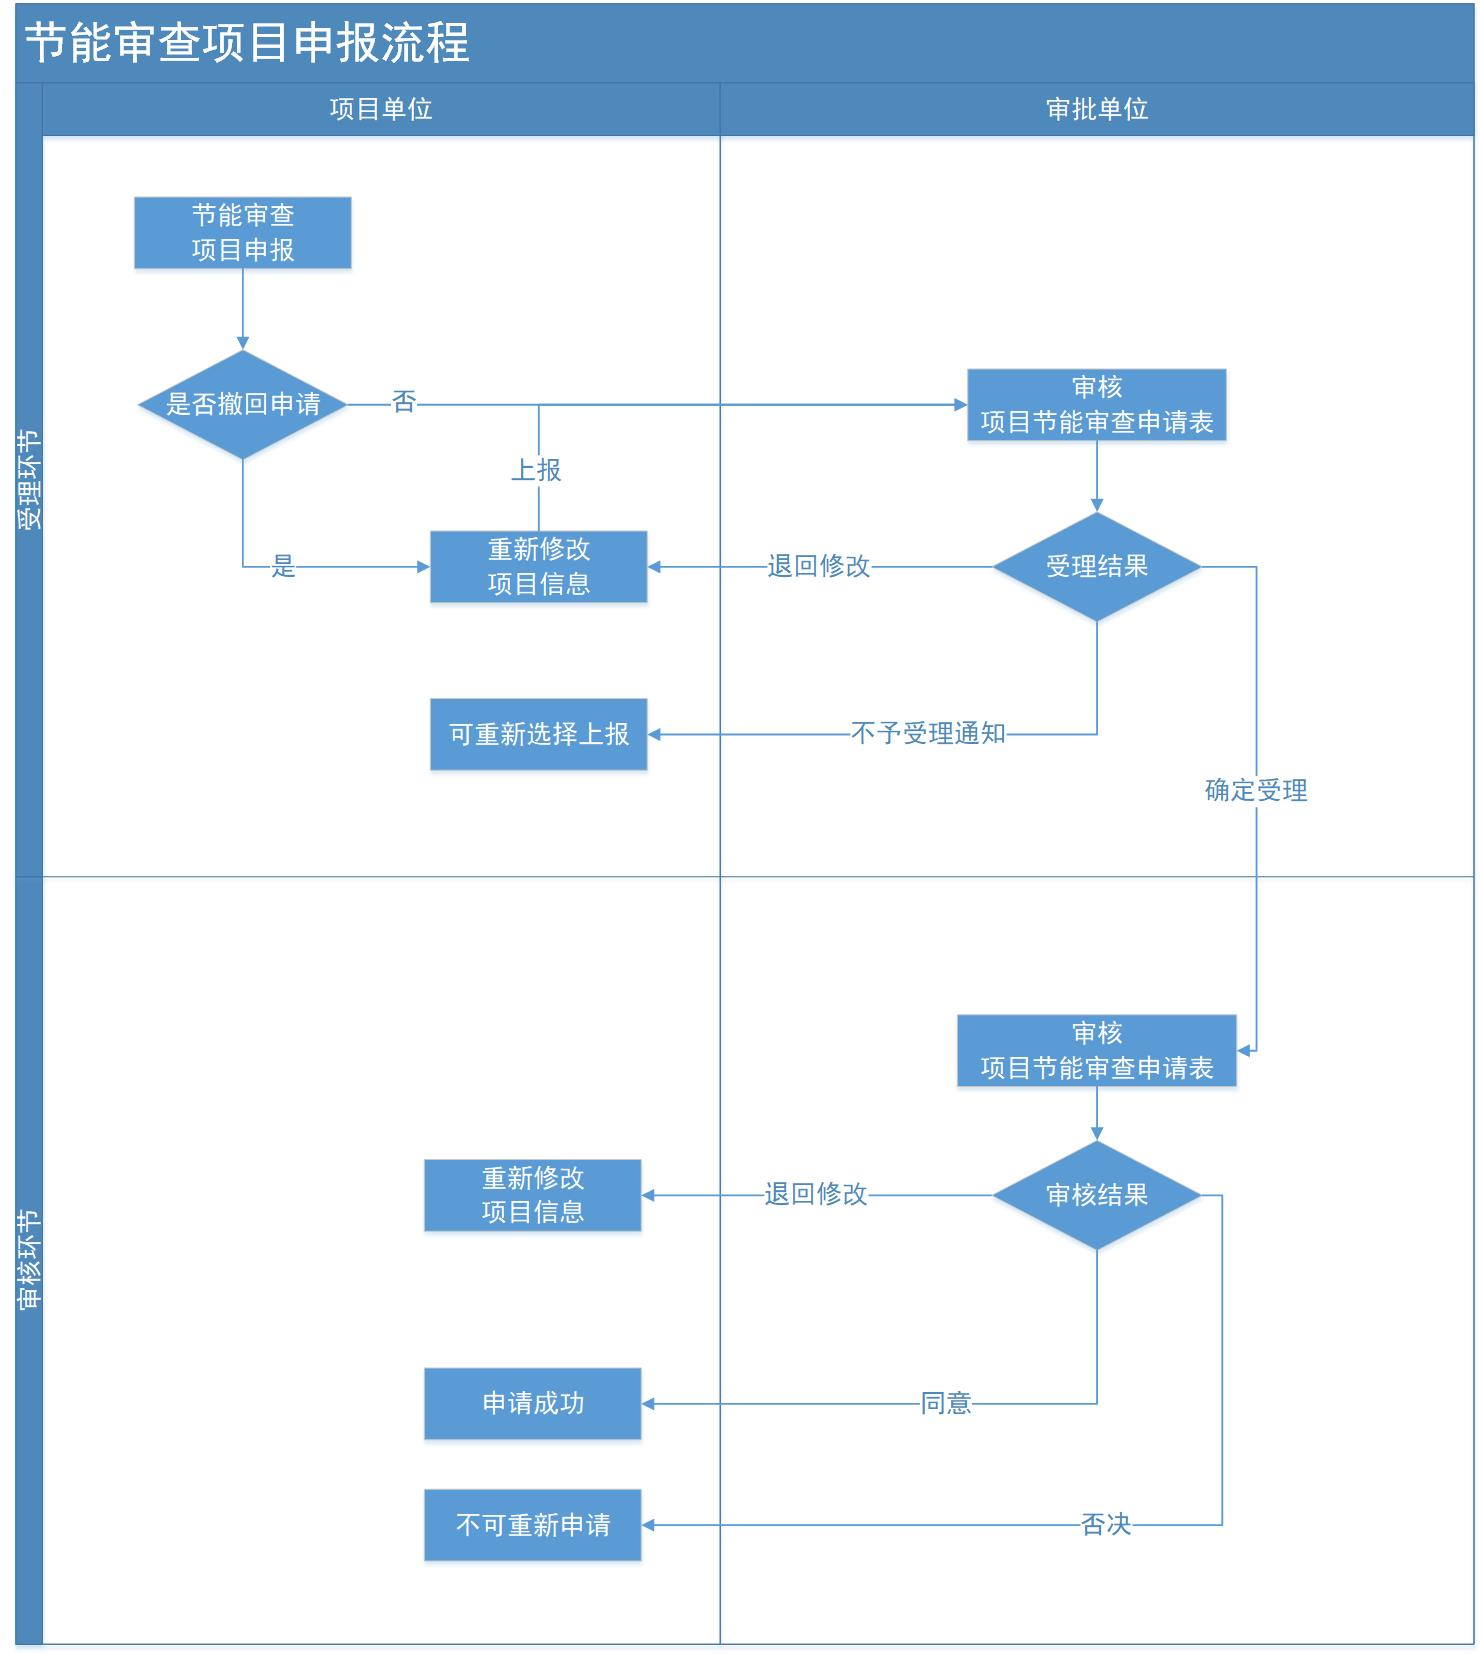 节能审查项目申报流程
项目单位
审批单位
受理环节
节能审查
项目申报
是否撤回申请
否
审核
项目节能审查申请表
上报
是
重新修改
项目信息
退回修改
受理结果
可重新选择上报
不予受理通知
确定受理
审核环节
审核
项目节能审查申请表
重新修改
项目信息
退回修改
审核结果
申请成功
同意
不可重新申请
否决